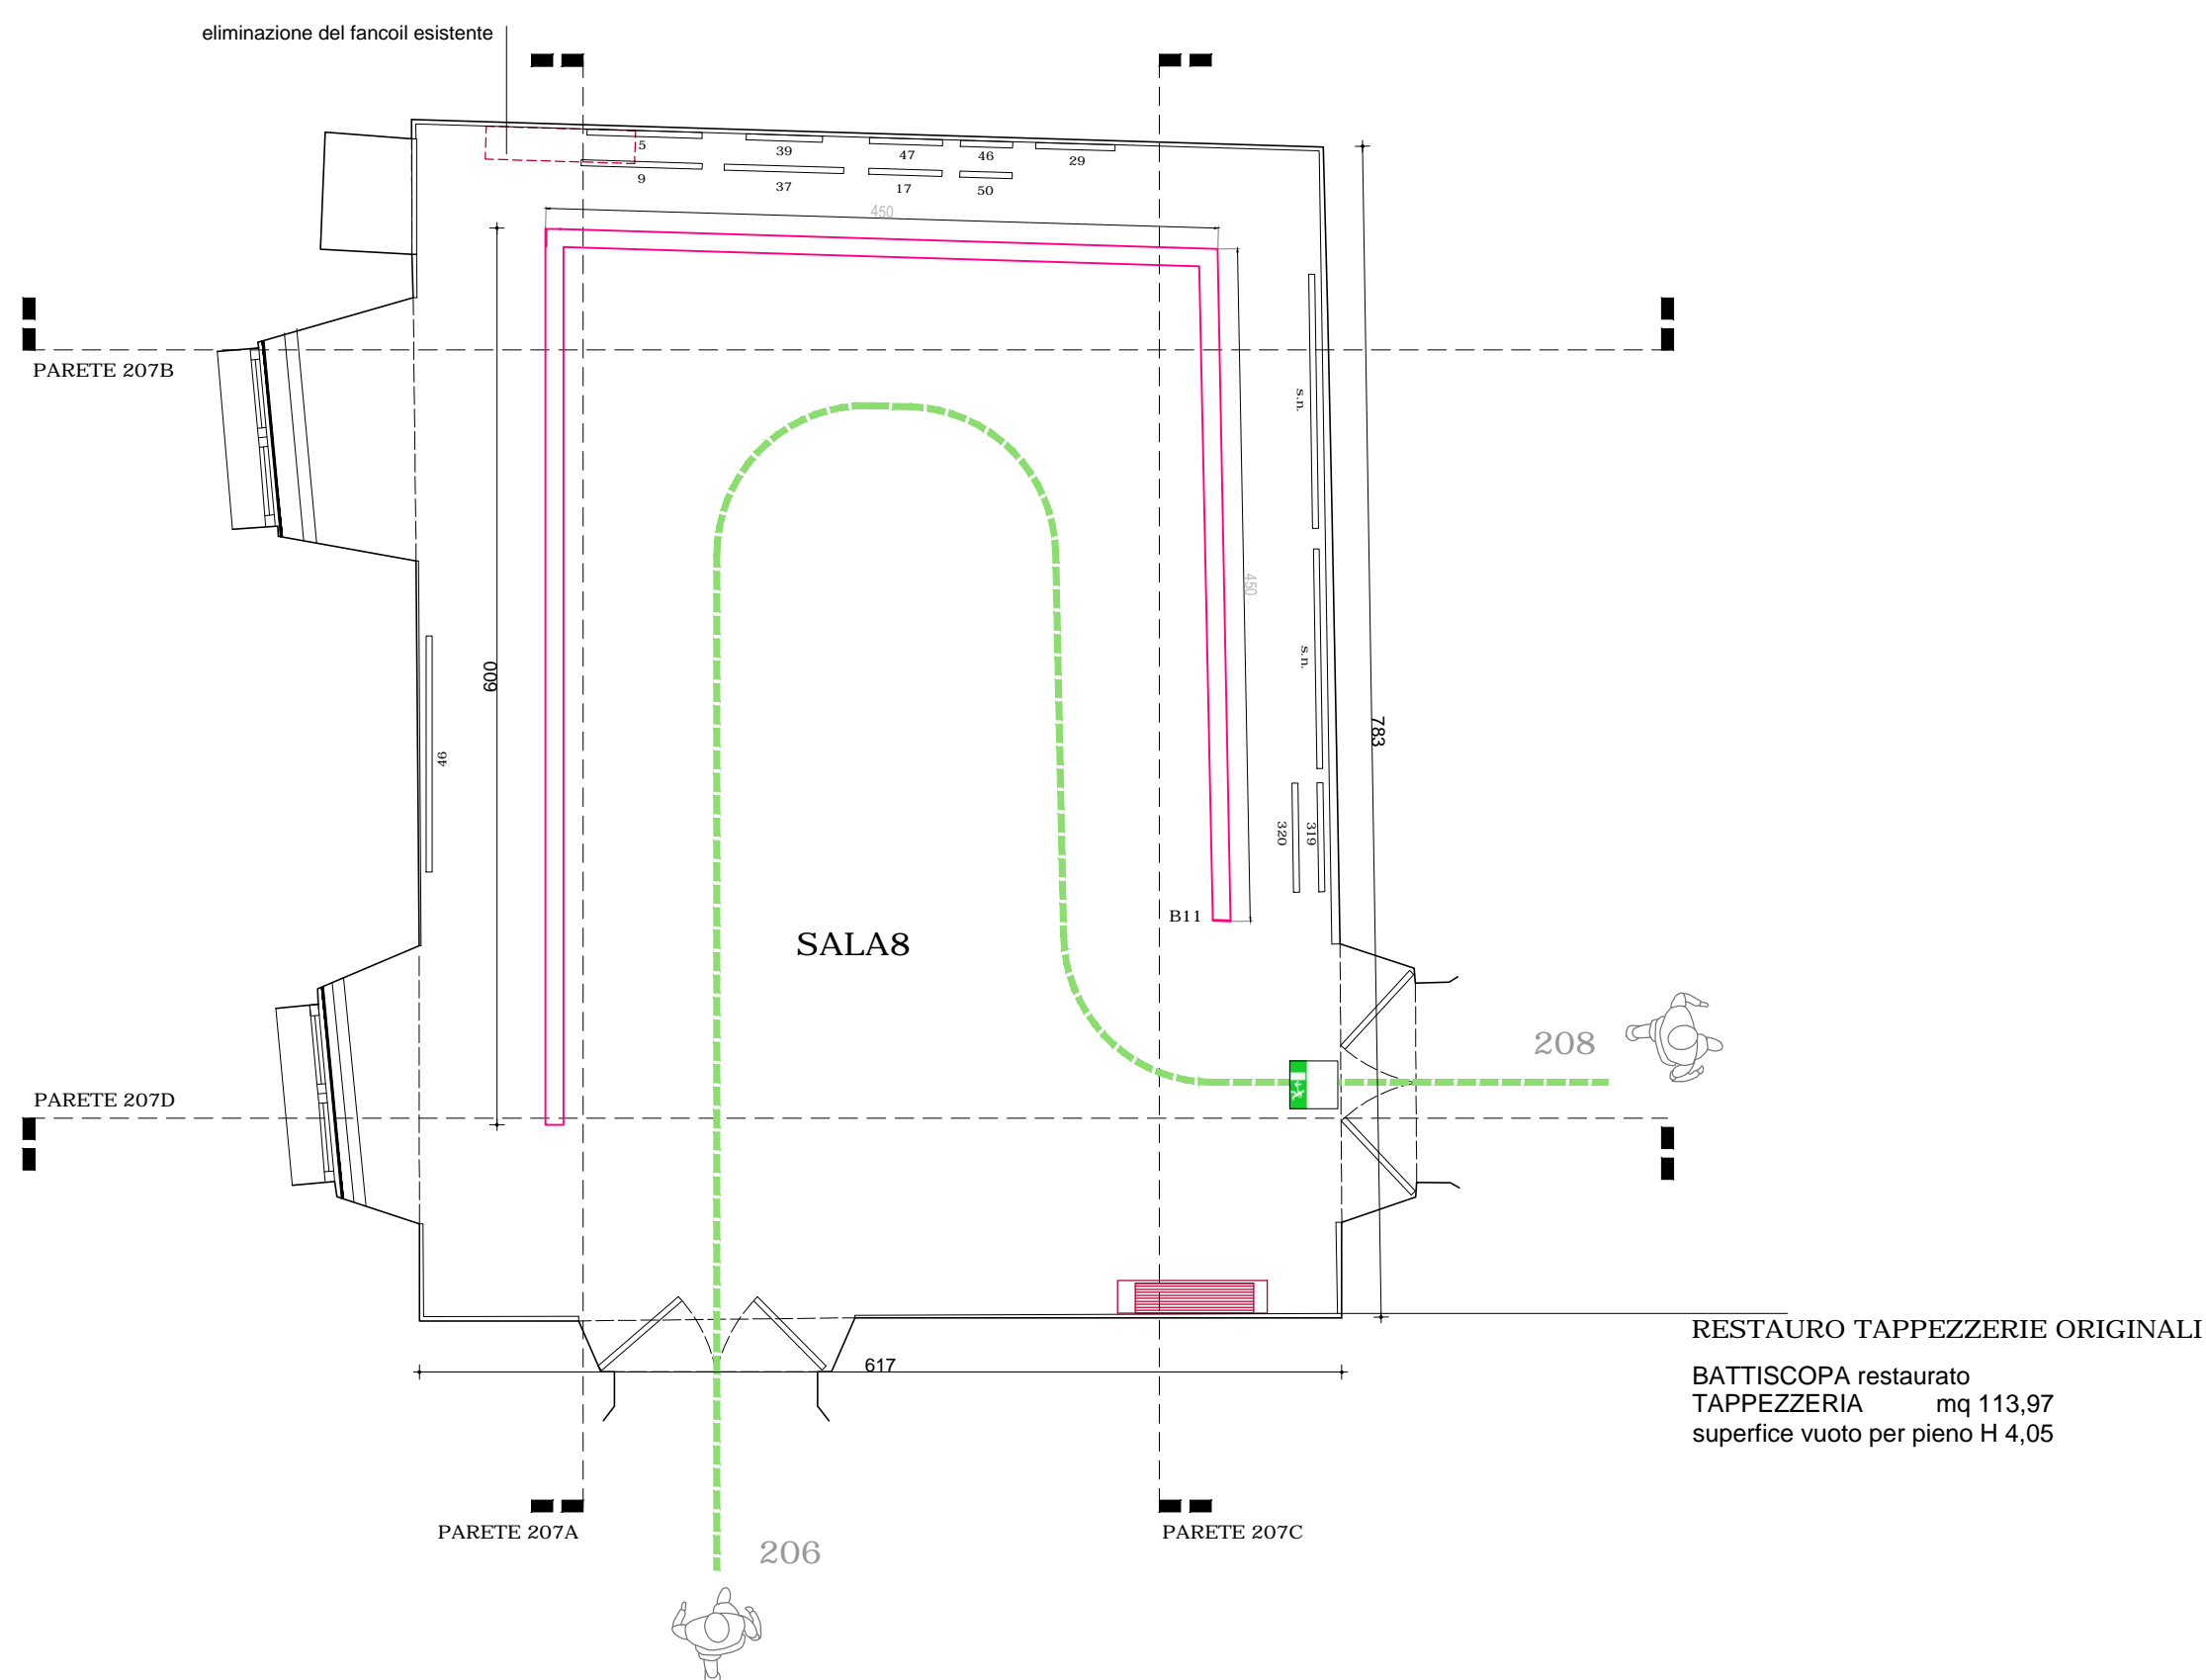 eliminazione del fancoil esistente
5
39
47
46
29
9
37
17
50
450
PARETE 207B
s.n.
450
600
s.n.
783
46
320
319
B11
SALA8
208
PARETE 207D
RESTAURO TAPPEZZERIE ORIGINALI
617
BATTISCOPA restaurato
TAPPEZZERIA mq 113,97
superfice vuoto per pieno H 4,05
PARETE 207A
PARETE 207C
206